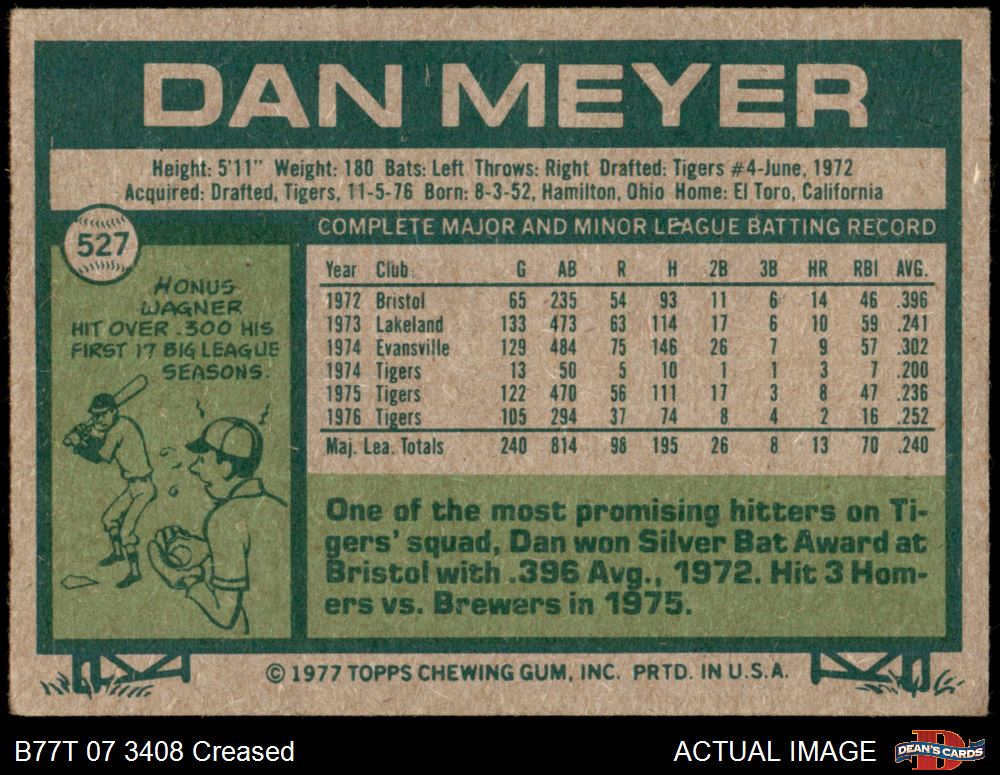 DAN MEYER
Height: 5'11" Weight: 180 Bats: Left Throws: Right Drafted: Tigers #4-June, 1972
Acquired: Drafted, Tigers, 11-5-76 Born: 8-3-52, Hamilton, Ohio Home: El Toro, California
527
HONUS
WAGNER
HIT OVER .300 HIS
FIRST 17 BIG LEAGUE
SEASONS.
COMPLETE MAJOR AND MINOR LEAGUE BATTING RECORD
Year Club G AB R H 2B 3B HR RBI AVG.
1972 Bristol 65 235 54 93 11 6 14 46 .396
1973 Lakeland 133 473 63 114 17 6 10 59 .241
1974 Evansville 129 484 75 146 26 7 9 57 .302
1974 Tigers 13 50 5 10 1 1 3 7 .200
1975 Tigers 122 470 56 111 17 3 8 47 .236
1976 Tigers 105 294 37 74 8 4 2 16 .252
Maj. Lea. Totals 240 814 98 195 26 8 13 70 .240
One of the most promising hitters on Ti-
gers' squad, Dan won Silver Bat Award at
Bristol with .396 Avg., 1972. Hit 3 Hom-
ers vs. Brewers in 1975.
© 1977 TOPPS CHEWING GUM, INC. PRTD. IN U.S.A.
B77T 07 3408 Creased
ACTUAL IMAGE
D
DEAN'S CARDS